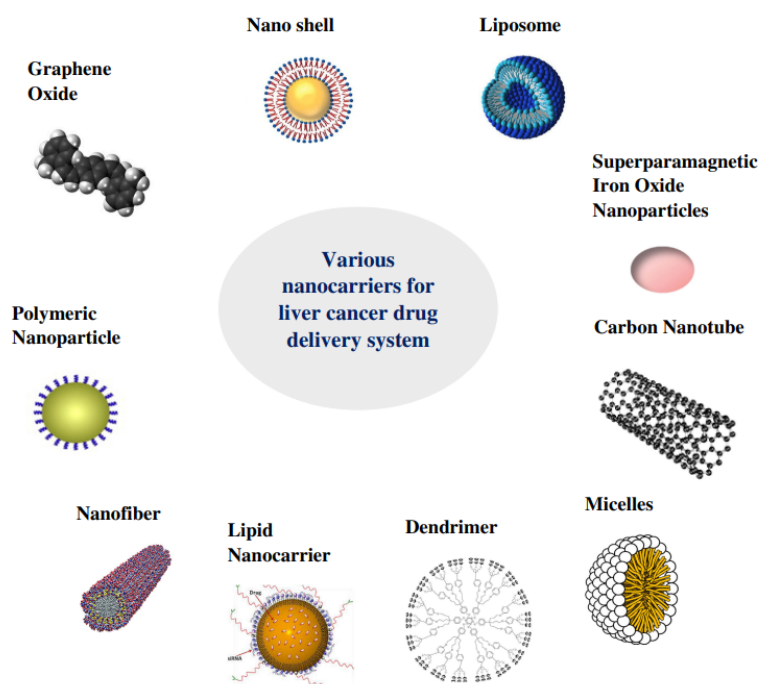 Nano shell
Liposome
Graphene
Oxide
Superparamagnetic
Iron Oxide
Nanoparticles
Various
nanocarriers for
liver cancer drug
delivery system
Polymeric
Nanoparticle
Carbon Nanotube
Nanofiber
Lipid
Nanocarrier
Dendrimer
Micelles
Drug
siRNA